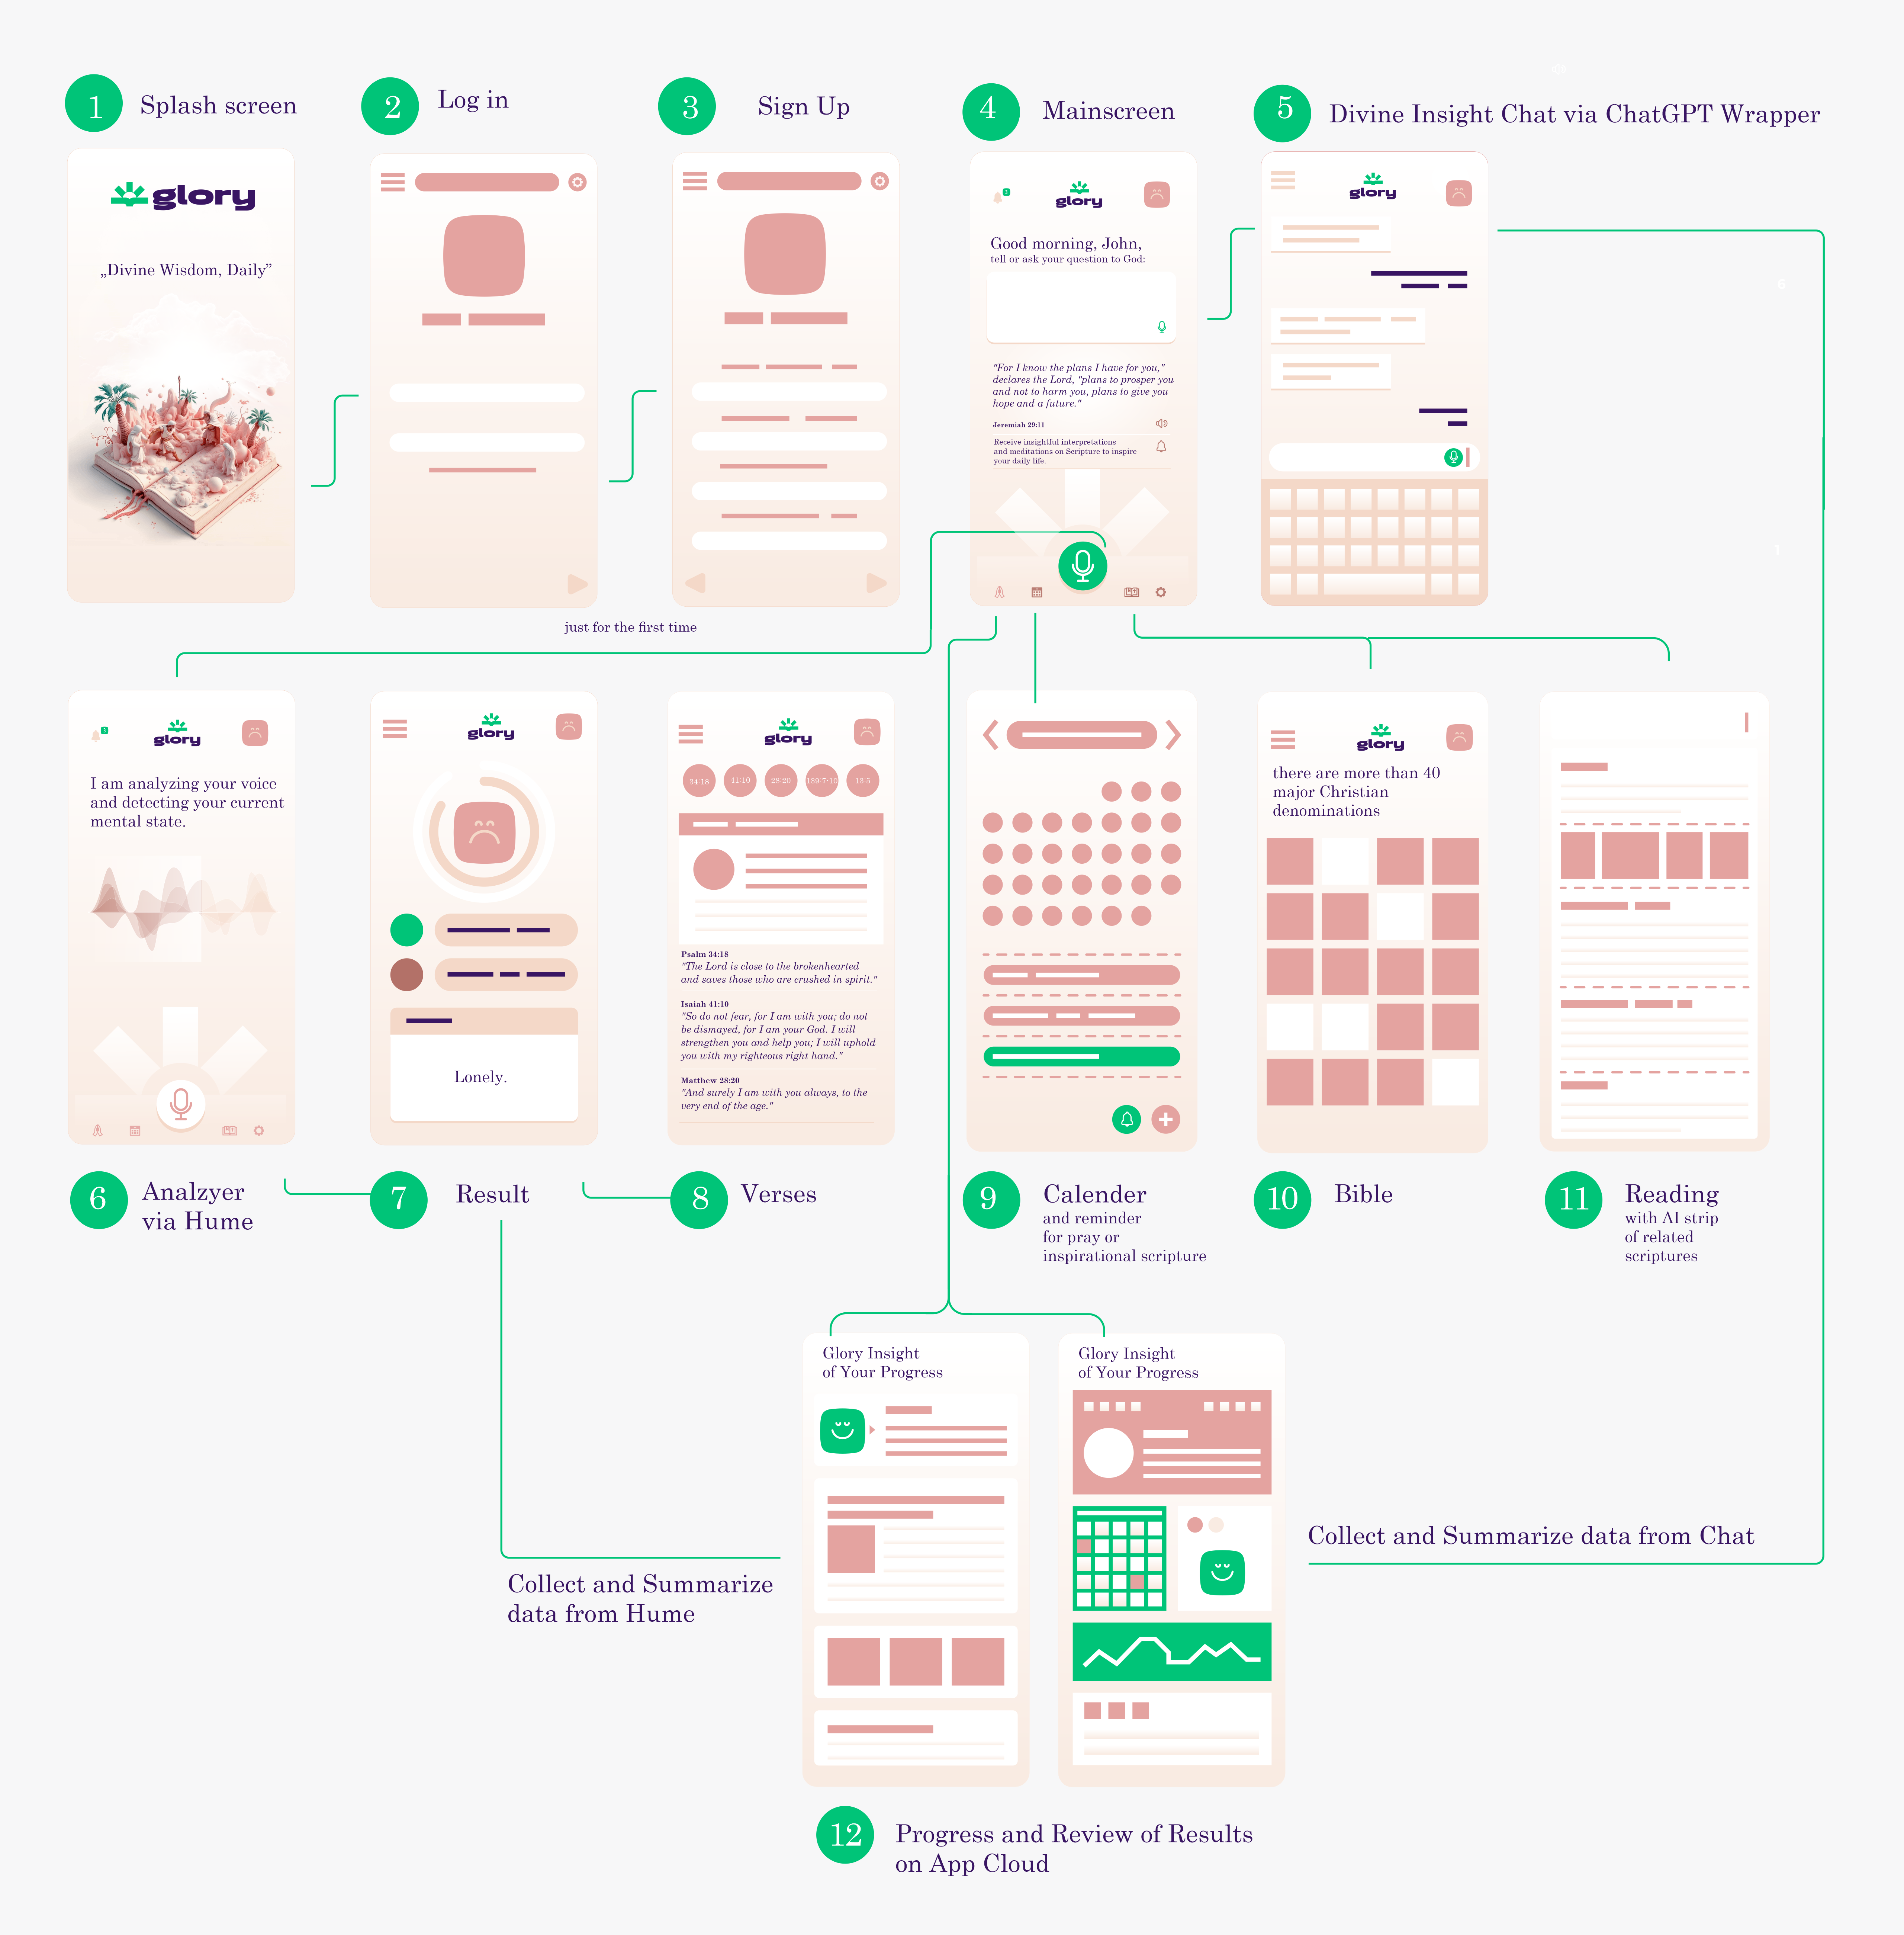 1
Splash screen
2
Log in
3
Sign Up
4
Mainscreen
5
Divine Insight Chat via ChatGPT Wrapper
glory
„Divine Wisdom, Daily”
3
glory
Good morning, John,
tell or ask your question to God:
"For I know the plans I have for you,"
declares the Lord, "plans to prosper you
and not to harm you, plans to give you
hope and a future."
Jeremiah 29:11
Receive insightful interpretations
and meditations on Scripture to inspire
your daily life.
glory
6
just for the first time
3
glory
I am analyzing your voice
and detecting your current
mental state.
glory
Lonely.
glory
34:18
41:10
28:20
139:7-10
13:5
Psalm 34:18
"The Lord is close to the brokenhearted
and saves those who are crushed in spirit."
Isaiah 41:10
"So do not fear, for I am with you; do not
be dismayed, for I am your God. I will
strengthen you and help you; I will uphold
you with my righteous right hand."
Matthew 28:20
"And surely I am with you always, to the
very end of the age."
glory
there are more than 40
major Christian
denominations
6
Analzyer
via Hume
7
Result
8
Verses
9
Calender
and reminder
for pray or
inspirational scripture
10
Bible
11
Reading
with AI strip
of related
scriptures
Glory Insight
of Your Progress
Glory Insight
of Your Progress
Collect and Summarize
data from Hume
Collect and Summarize data from Chat
12
Progress and Review of Results
on App Cloud